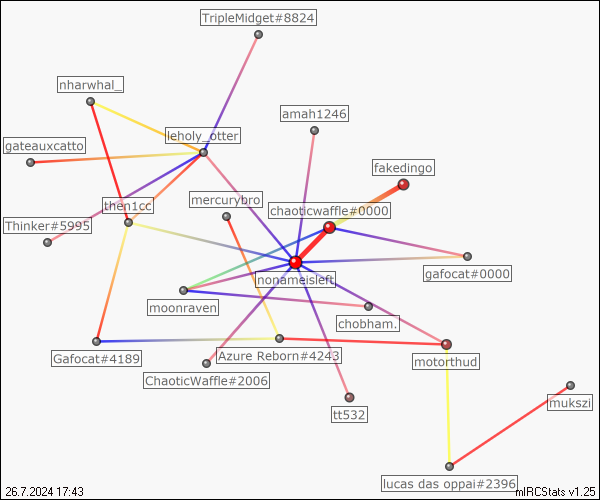 TripleMidget#8824
nharwhal_
amah1246
leholy_otter
gateauxcatto
fakedingo
mercurybro
then1cc
chaoticwaffle#0000
Thinker#5995
gafocat#0000
nonameisleft
moonraven
chobham.
Gafocat#4189
Azure Reborn#4243
motorthud
ChaoticWaffle#2006
mukszi
tt532
lucas das oppai#2396
26.7.2024 17:43
mIRCStats v1.25